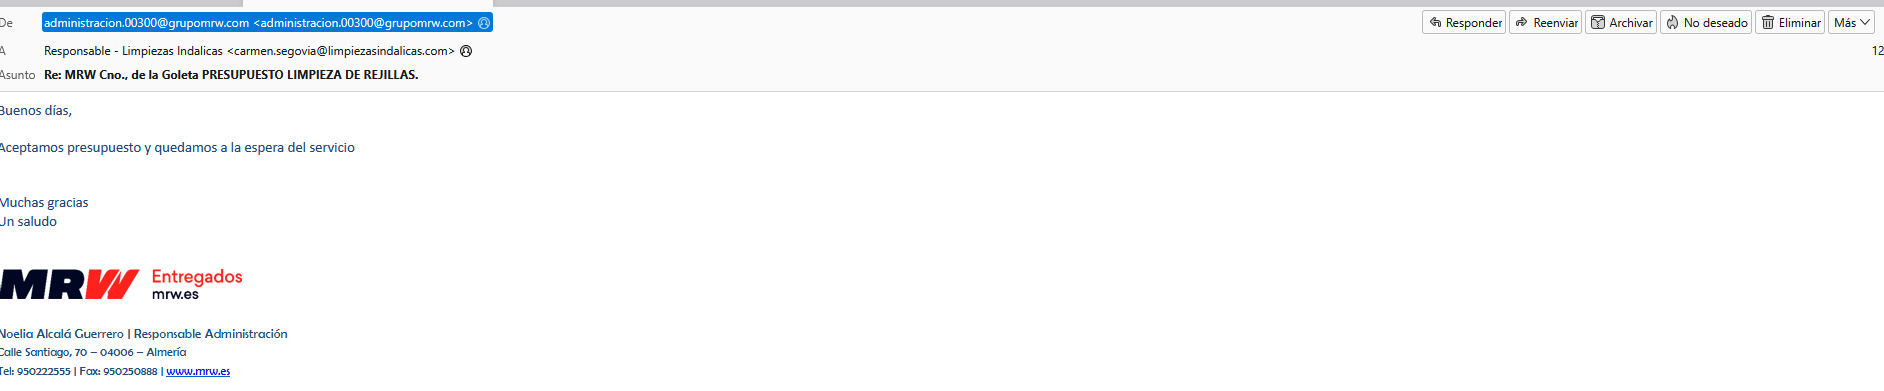 De administracion.00300@grupomrw.com <administracion.00300@grupomrw.com> Responder Reenviar Archivar No deseado Eliminar Más
A Responsable - Limpiezas Indalicas <carmen.segovia@limpiezasindalicas.com> 12
Asunto Re: MRW Cno., de la Goleta PRESUPUESTO LIMPIEZA DE REJILLAS.
Buenos días,
Aceptamos presupuesto y quedamos a la espera del servicio
Muchas gracias
Un saludo
MRW Entregados
mrw.es
Noelia Alcalá Guerrero | Responsable Administración
Calle Santiago, 70 – 04006 – Almería
Tel: 950222555 | Fax: 950250888 | www.mrw.es